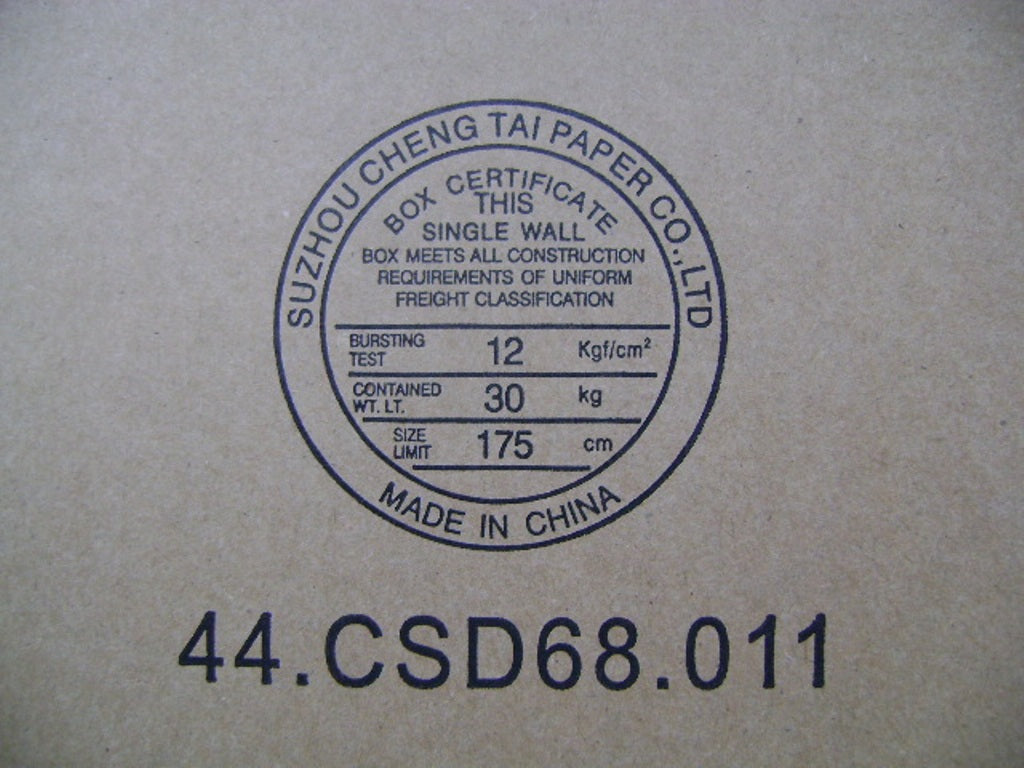 SUZHOU CHENG TAI PAPER CO.,LTD
BOX CERTIFICATE
THIS
SINGLE WALL
BOX MEETS ALL CONSTRUCTION
REQUIREMENTS OF UNIFORM
FREIGHT CLASSIFICATION
BURSTING TEST 12 Kgf/cm²
CONTAINED WT. LT. 30 kg
SIZE LIMIT 175 cm
MADE IN CHINA
44.CSD68.011